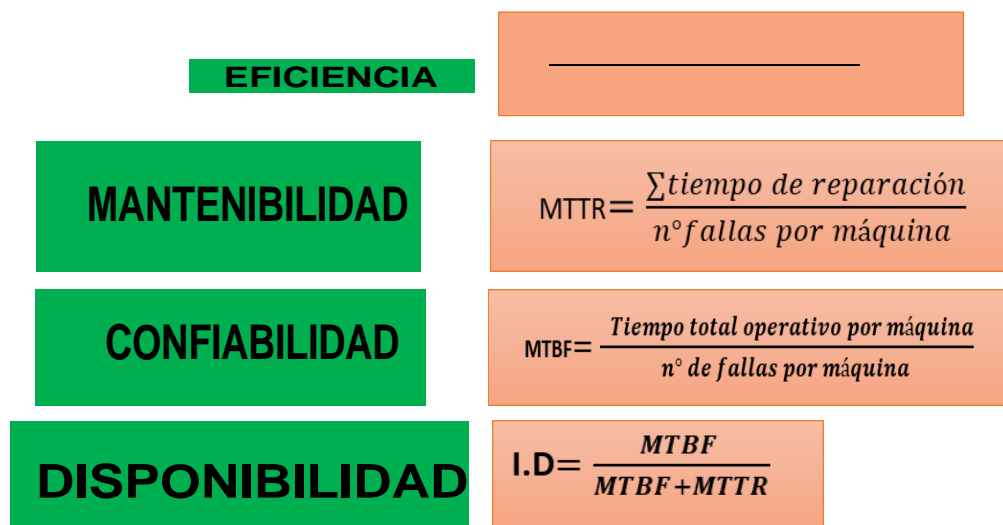 EFICIENCIA
MANTENIBILIDAD
MTTR= ∑tiempo de reparación
n°fallas por máquina
CONFIABILIDAD
MTBF= Tiempo total operativo por máquina
n° de fallas por máquina
DISPONIBILIDAD
I.D= MTBF
MTBF+MTTR